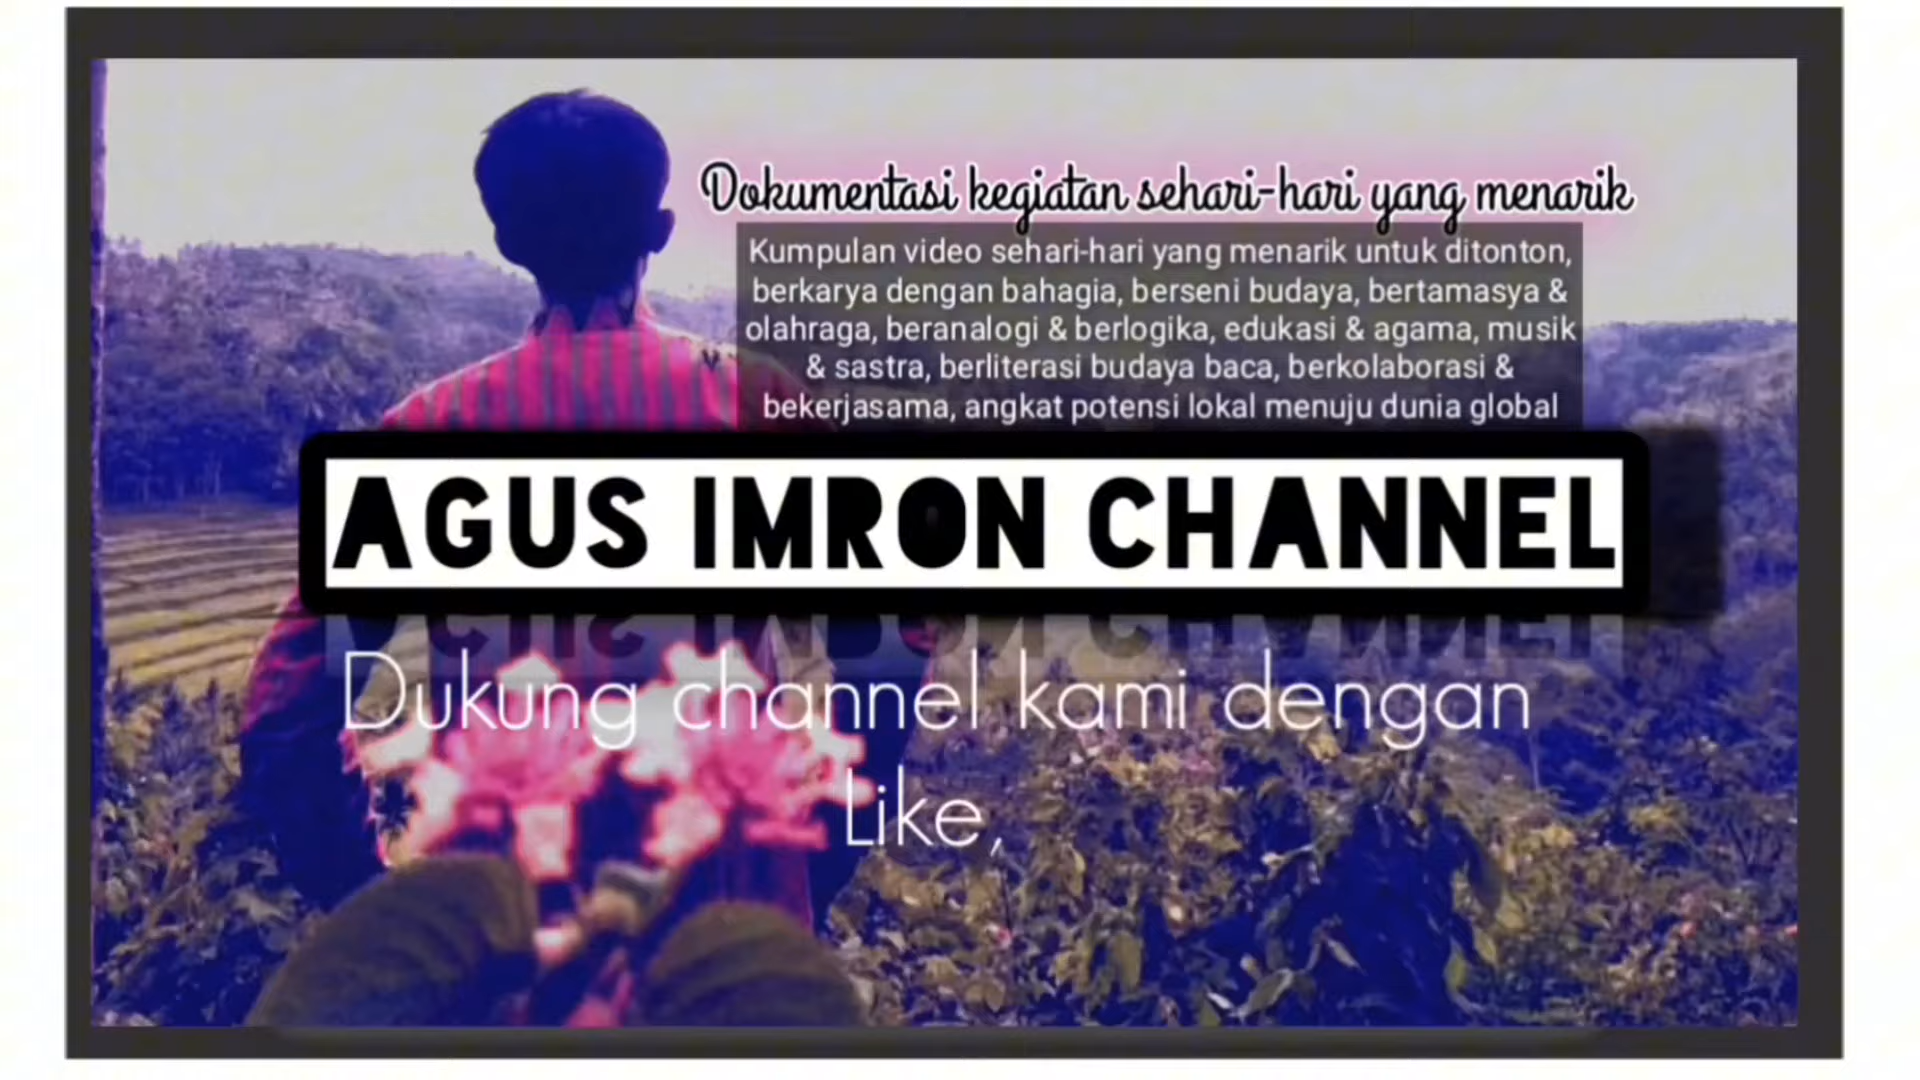 Dokumentasi kegiatan sehari-hari yang menarik
Kumpulan video sehari-hari yang menarik untuk ditonton,
berkarya dengan bahagia, berseni budaya, bertamasya &
olahraga, beranalogi & berlogika, edukasi & agama, musik
& sastra, berliterasi budaya baca, berkolaborasi &
bekerjasama, angkat potensi lokal menuju dunia global
AGUS IMRON CHANNEL
Dukung channel kami dengan
Like,